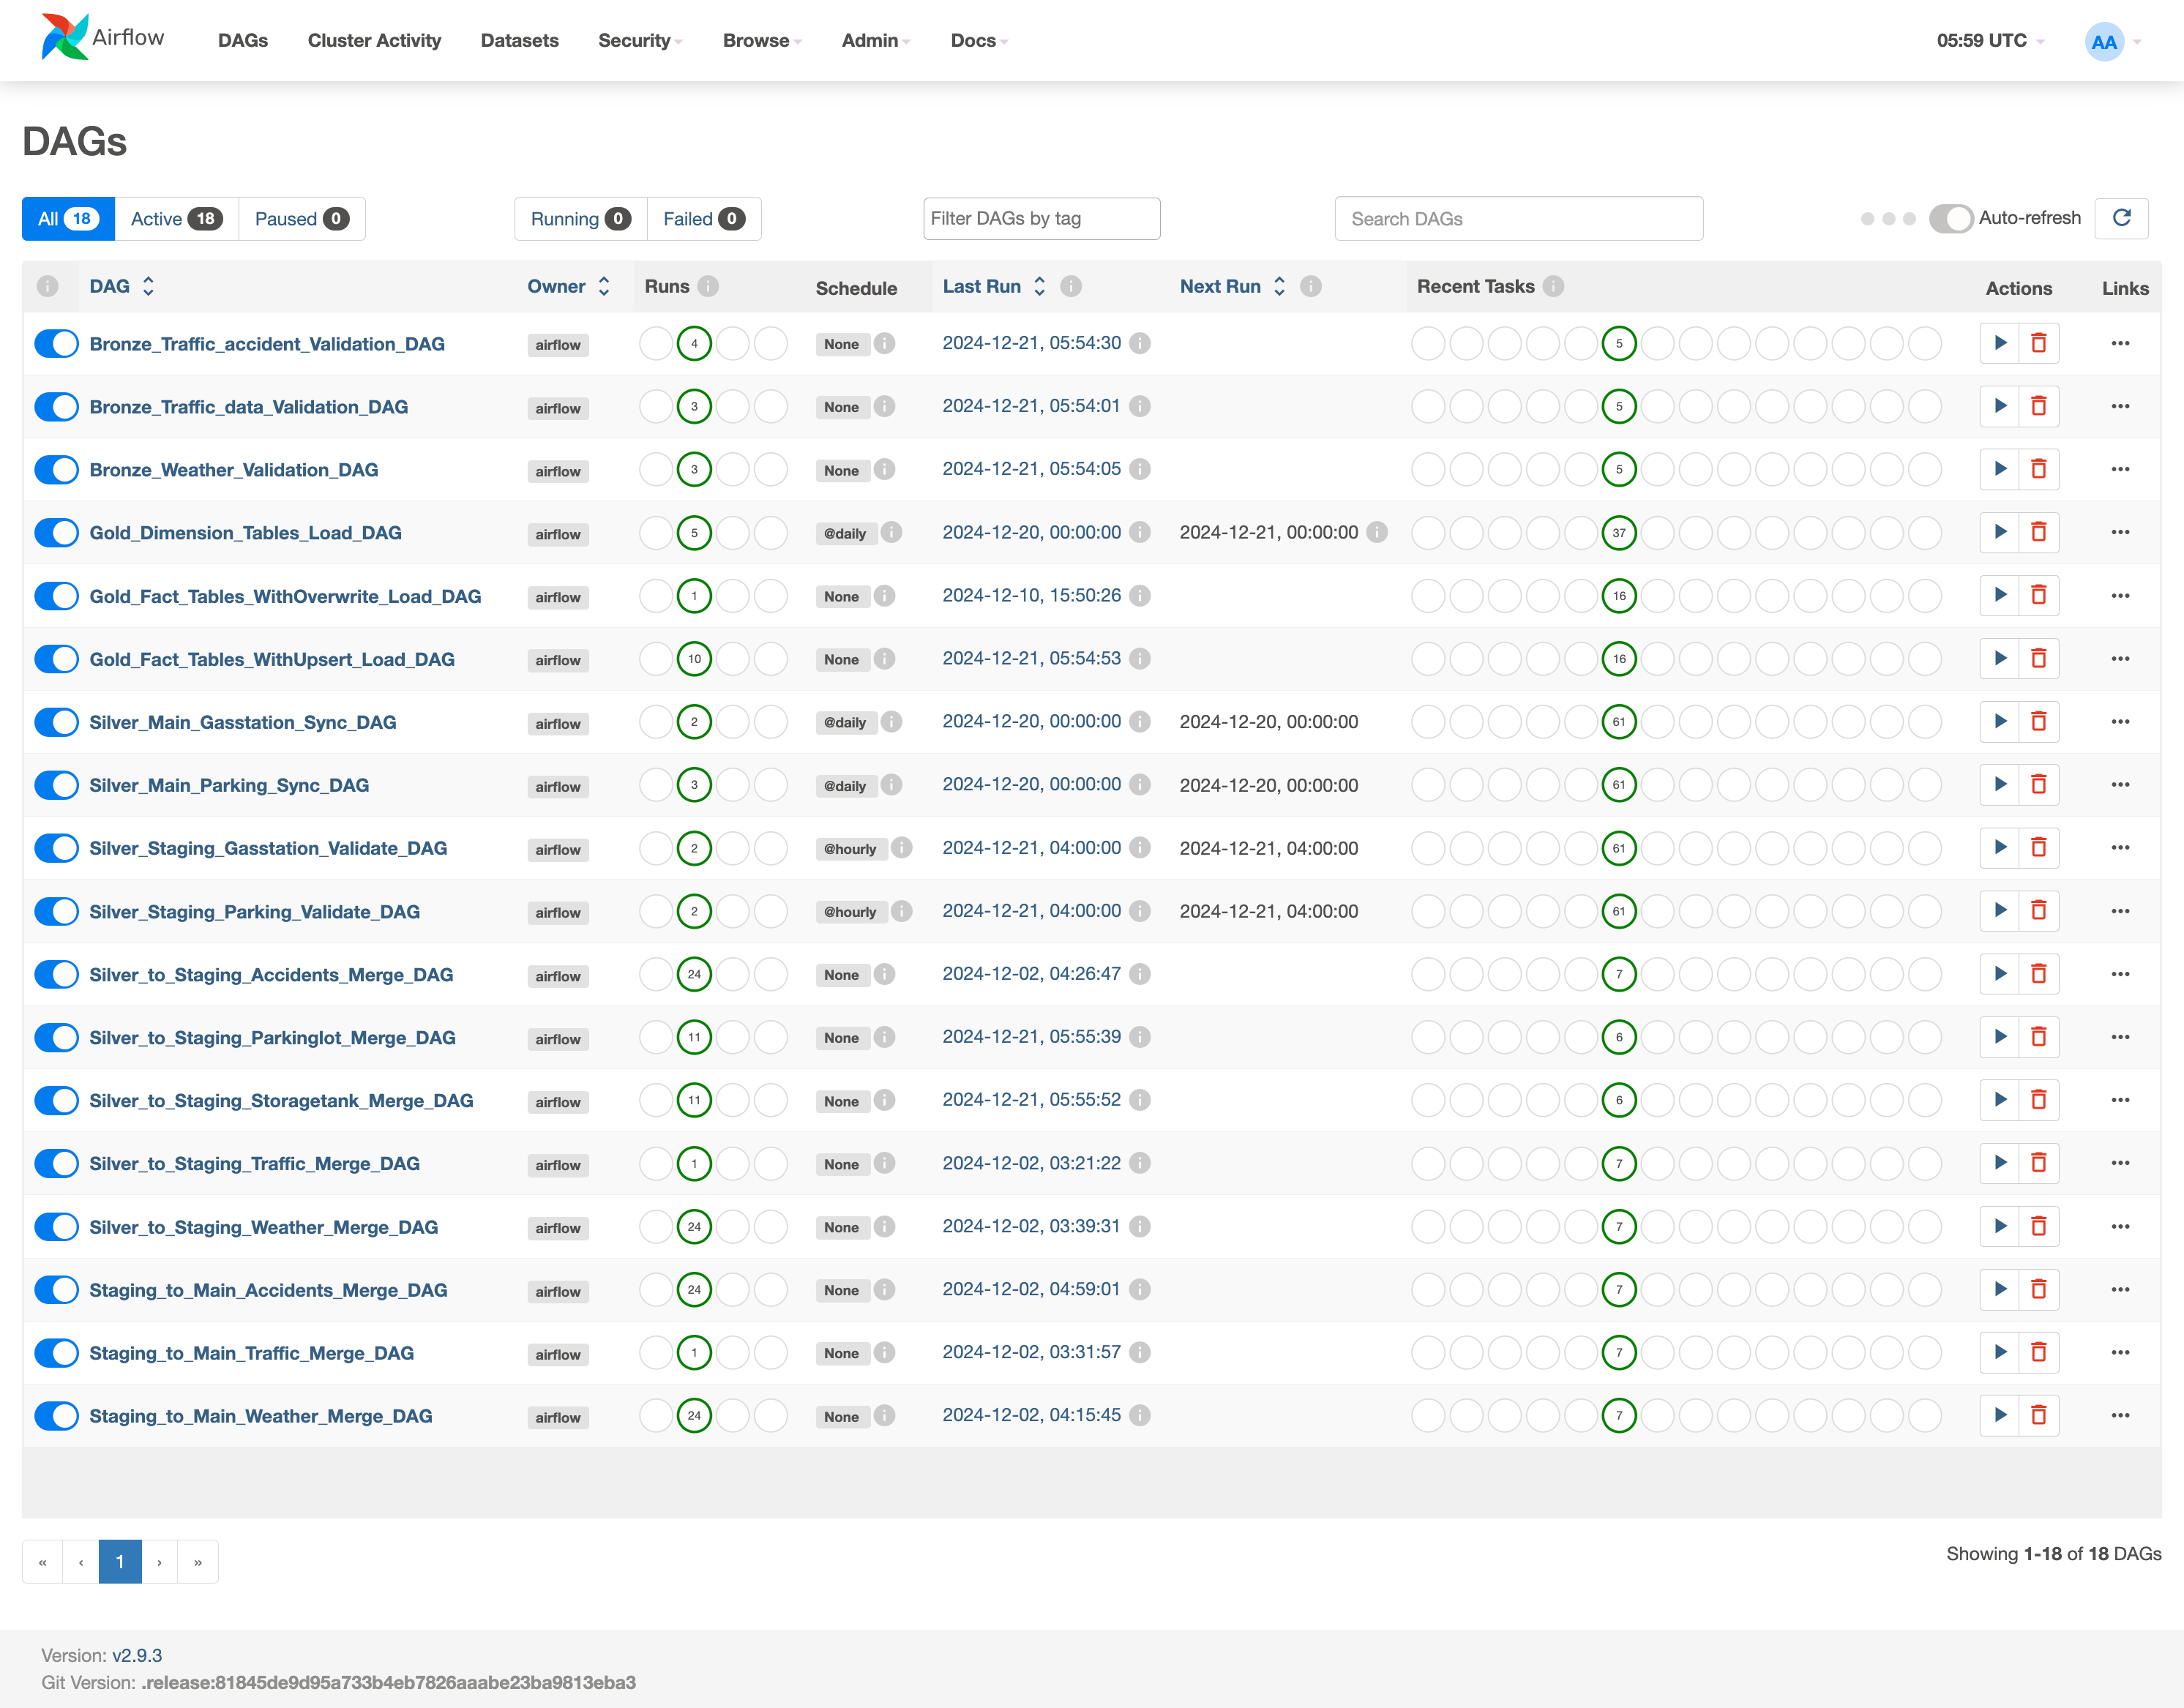 Airflow DAGs Cluster Activity Datasets Security Browse Admin Docs 05:59 UTC AA
DAGs
All 18 Active 18 Paused 0 Running 0 Failed 0 Filter DAGs by tag Search DAGs Auto-refresh
DAG Owner Runs Schedule Last Run Next Run Recent Tasks Actions Links
Bronze_Traffic_accident_Validation_DAG airflow 4 None 2024-12-21, 05:54:30 5
Bronze_Traffic_data_Validation_DAG airflow 3 None 2024-12-21, 05:54:01 5
Bronze_Weather_Validation_DAG airflow 3 None 2024-12-21, 05:54:05 5
Gold_Dimension_Tables_Load_DAG airflow 5 @daily 2024-12-20, 00:00:00 2024-12-21, 00:00:00 37
Gold_Fact_Tables_WithOverwrite_Load_DAG airflow 1 None 2024-12-10, 15:50:26 16
Gold_Fact_Tables_WithUpsert_Load_DAG airflow 10 None 2024-12-21, 05:54:53 16
Silver_Main_Gasstation_Sync_DAG airflow 2 @daily 2024-12-20, 00:00:00 2024-12-20, 00:00:00 61
Silver_Main_Parking_Sync_DAG airflow 3 @daily 2024-12-20, 00:00:00 2024-12-20, 00:00:00 61
Silver_Staging_Gasstation_Validate_DAG airflow 2 @hourly 2024-12-21, 04:00:00 2024-12-21, 04:00:00 61
Silver_Staging_Parking_Validate_DAG airflow 2 @hourly 2024-12-21, 04:00:00 2024-12-21, 04:00:00 61
Silver_to_Staging_Accidents_Merge_DAG airflow 24 None 2024-12-02, 04:26:47 7
Silver_to_Staging_Parkinglot_Merge_DAG airflow 11 None 2024-12-21, 05:55:39 6
Silver_to_Staging_Storagetank_Merge_DAG airflow 11 None 2024-12-21, 05:55:52 6
Silver_to_Staging_Traffic_Merge_DAG airflow 1 None 2024-12-02, 03:21:22 7
Silver_to_Staging_Weather_Merge_DAG airflow 24 None 2024-12-02, 03:39:31 7
Staging_to_Main_Accidents_Merge_DAG airflow 24 None 2024-12-02, 04:59:01 7
Staging_to_Main_Traffic_Merge_DAG airflow 1 None 2024-12-02, 03:31:57 7
Staging_to_Main_Weather_Merge_DAG airflow 24 None 2024-12-02, 04:15:45 7
« ‹ 1 › » Showing 1-18 of 18 DAGs
Version: v2.9.3
Git Version: .release:81845de9d95a733b4eb7826aaabe23ba9813eba3